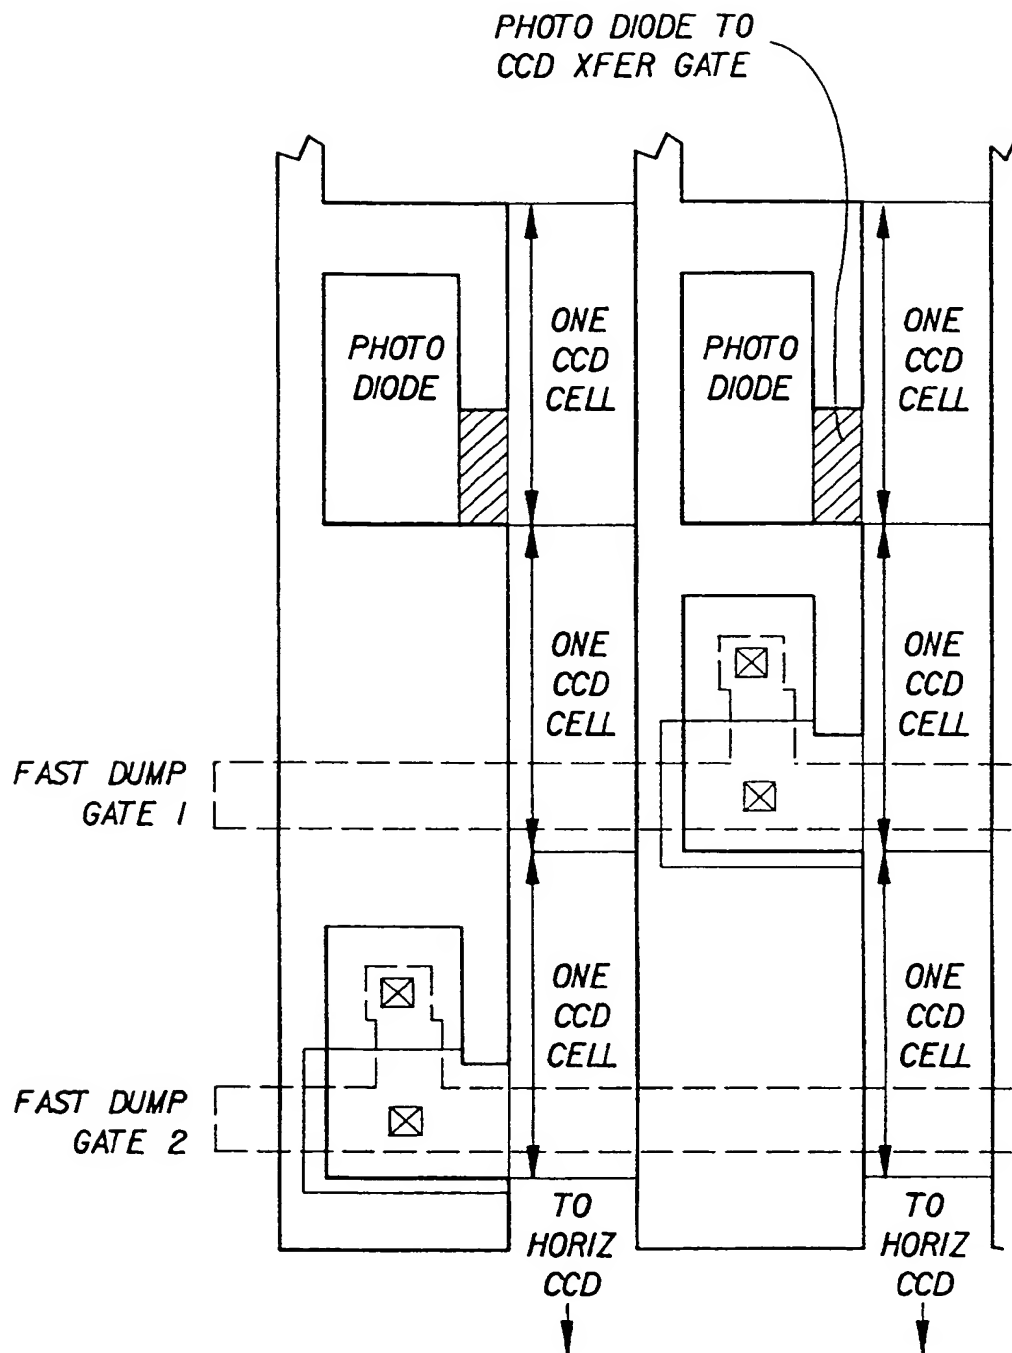 PHOTO DIODE TO
CCD XFER GATE
PHOTO
DIODE
ONE
CCD
CELL
PHOTO
DIODE
ONE
CCD
CELL
ONE
CCD
CELL
ONE
CCD
CELL
FAST DUMP
GATE 1
ONE
CCD
CELL
ONE
CCD
CELL
FAST DUMP
GATE 2
TO
HORIZ
CCD
TO
HORIZ
CCD